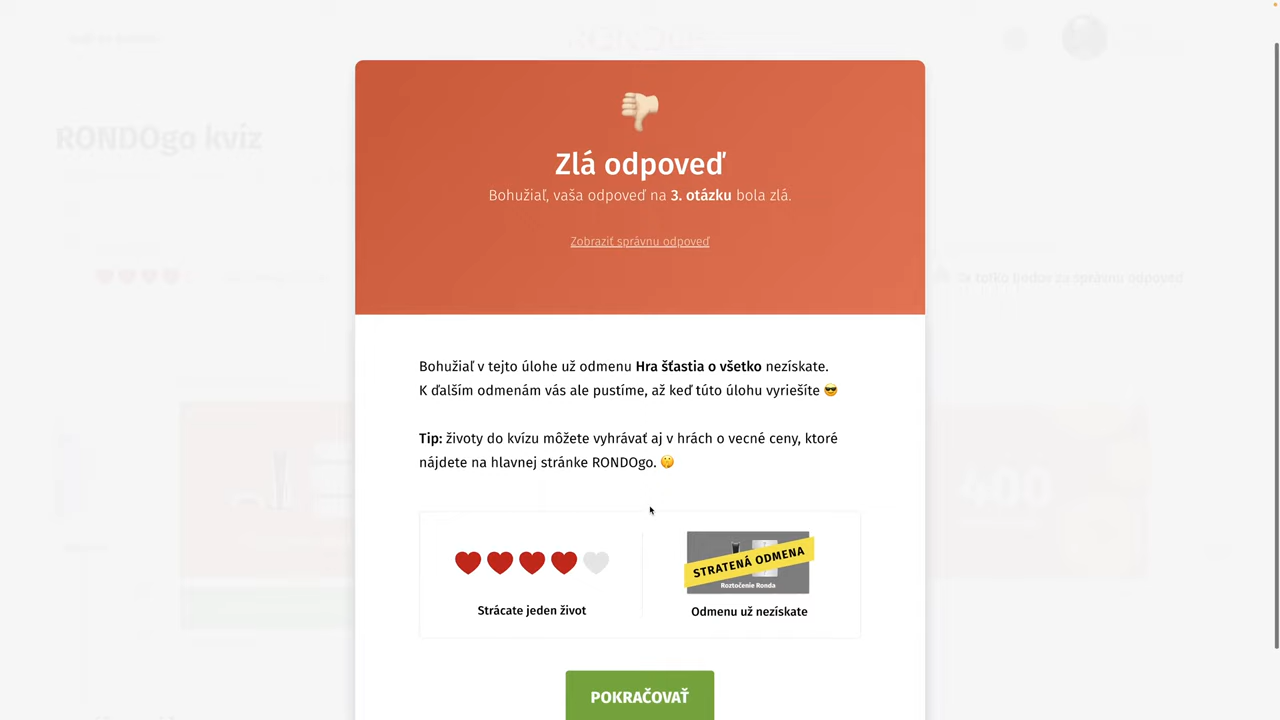 RONDOgo kvíz
Zlá odpoveď
Bohužiaľ, vaša odpoveď na 3. otázku bola zlá.
Zobraziť správnu odpoveď
Bohužiaľ v tejto úlohe už odmenu Hra šťastia o všetko nezískate.
K ďalším odmenám vás ale pustíme, až keď túto úlohu vyriešite 😎
Tip: životy do kvízu môžete vyhrávať aj v hrách o vecné ceny, ktoré
nájdete na hlavnej stránke RONDOgo. 🤫
STRATENÁ ODMENA
Roztočenie Ronda
Strácate jeden život
Odmenu už nezískate
POKRAČOVAŤ
400